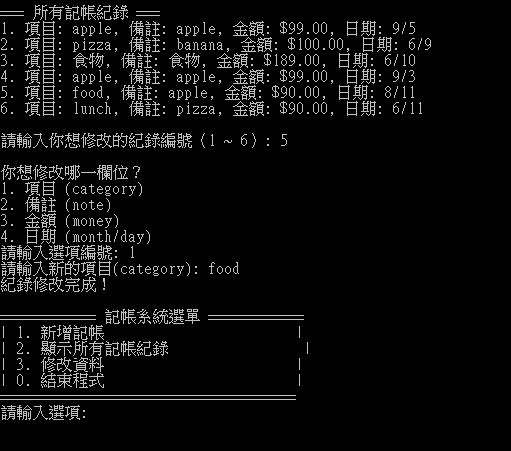 === 所有記帳紀錄 ===
1. 項目: apple, 備註: apple, 金額: $99.00, 日期: 9/5
2. 項目: pizza, 備註: banana, 金額: $100.00, 日期: 6/9
3. 項目: 食物, 備註: 食物, 金額: $189.00, 日期: 6/10
4. 項目: apple, 備註: apple, 金額: $99.00, 日期: 9/3
5. 項目: food, 備註: apple, 金額: $90.00, 日期: 8/11
6. 項目: lunch, 備註: pizza, 金額: $90.00, 日期: 6/11
請輸入你想修改的紀錄編號 (1 ~ 6) : 5
你想修改哪一欄位？
1. 項目 (category)
2. 備註 (note)
3. 金額 (money)
4. 日期 (month/day)
請輸入選項編號: 1
請輸入新的項目(category): food
紀錄修改完成！
============ 記帳系統選單 ============
| 1. 新增記帳 |
| 2. 顯示所有記帳紀錄 |
| 3. 修改資料 |
| 0. 結束程式 |
=====================================
請輸入選項: